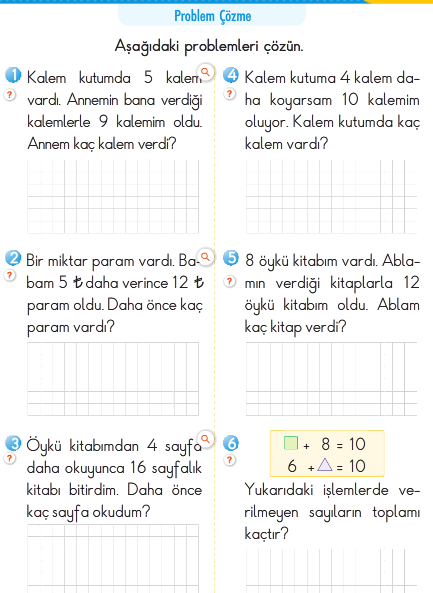 Problem Çözme
Aşağıdaki problemleri çözün.
1 Kalem kutumda 5 kalem
? vardı. Annemin bana verdiği
kalemlerle 9 kalemim oldu.
Annem kaç kalem verdi?
2 Bir miktar param vardı. Ba-
? bam 5 ₺ daha verince 12 ₺
param oldu. Daha önce kaç
param vardı?
3 Öykü kitabımdan 4 sayfa
? daha okuyunca 16 sayfalık
kitabı bitirdim. Daha önce
kaç sayfa okudum?
4 Kalem kutuma 4 kalem da-
? ha koyarsam 10 kalemim
oluyor. Kalem kutumda kaç
kalem vardı?
5 8 öykü kitabım vardı. Abla-
? mın verdiği kitaplarla 12
öykü kitabım oldu. Ablam
kaç kitap verdi?
6 □ + 8 = 10
? 6 + △ = 10
Yukarıdaki işlemlerde ve-
rilmeyen sayıların toplamı
kaçtır?